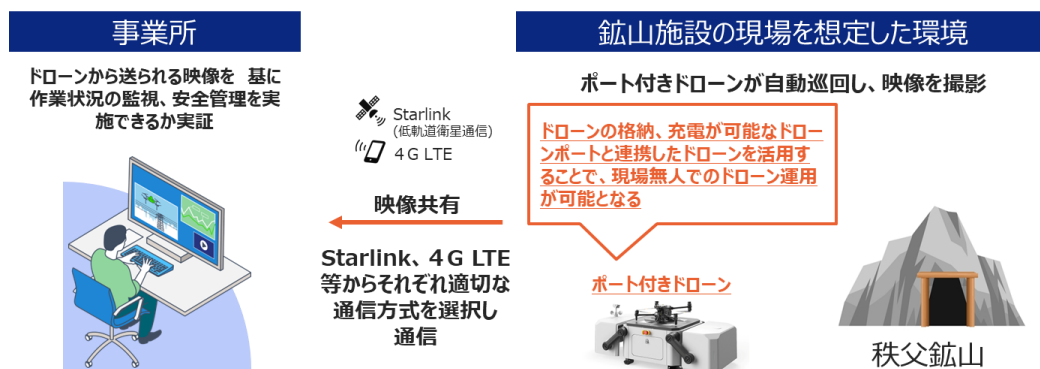 事業所
ドローンから送られる映像を 基に
作業状況の監視、安全管理を実
施できるか実証
Starlink
(低軌道衛星通信)
4G LTE
映像共有
Starlink、4G LTE
等からそれぞれ適切な
通信方式を選択し
通信
鉱山施設の現場を想定した環境
ポート付きドローンが自動巡回し、映像を撮影
ドローンの格納、充電が可能なドロー
ンポートと連携したドローンを活用す
ることで、現場無人でのドローン運用
が可能となる
ポート付きドローン
秩父鉱山